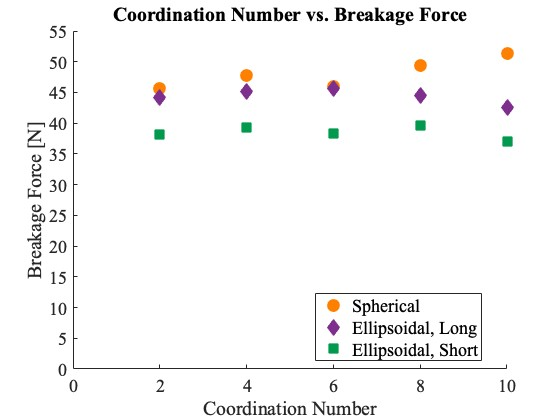 Coordination Number vs. Breakage Force
55
50
45
40
35
30
25
20
15
10
5
0
Breakage Force [N]
Spherical
Ellipsoidal, Long
Ellipsoidal, Short
0 2 4 6 8 10
Coordination Number